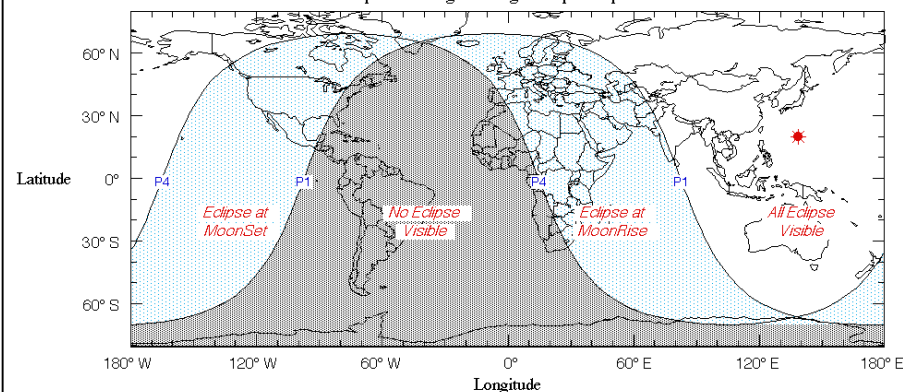 60° N
30° N
Latitude
0°
30° S
60° S
P4
P1
P4
P1
Eclipse at
MoonSet
No Eclipse
Visible
Eclipse at
MoonRise
All Eclipse
Visible
180° W
120° W
60° W
0°
60° E
120° E
180° E
Longitude